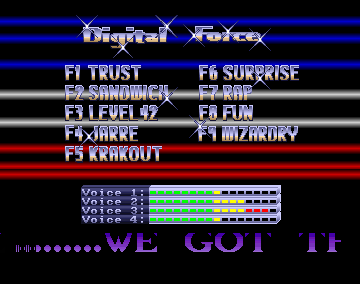 Digital Force
F1 TRUST
F2 SANDWICH
F3 LEVEL 42
F4 JARRE
F5 KRAKOUT
F6 SURPRISE
F7 RAP
F8 FUN
F9 WIZARDRY
Voice 1:
Voice 2:
Voice 3:
Voice 4:
WE GOT